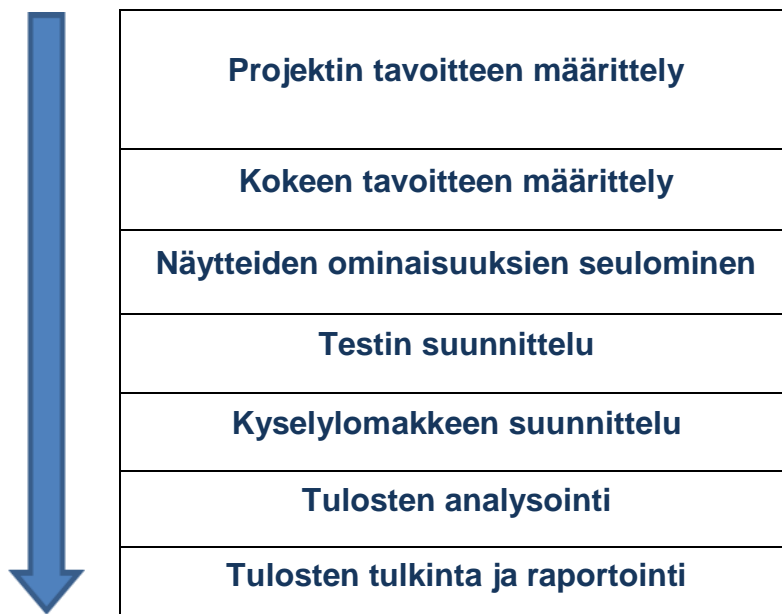 Projektin tavoitteen määrittely
Kokeen tavoitteen määrittely
Näytteiden ominaisuuksien seulominen
Testin suunnittelu
Kyselylomakkeen suunnittelu
Tulosten analysointi
Tulosten tulkinta ja raportointi